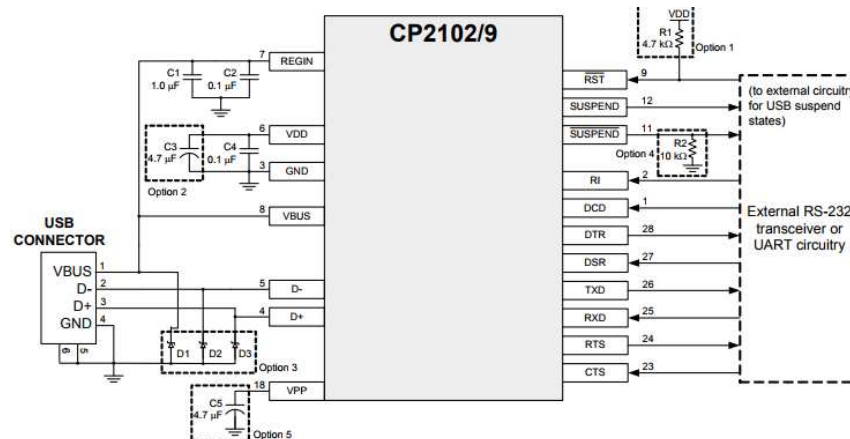 CP2102/9
VDD
R1
4.7 kΩ
Option 1
7
REGIN
C1
1.0 µF
C2
0.1 µF
RST
9
SUSPEND
12
SUSPEND
11
(to external circuitry
for USB suspend
states)
6
VDD
C3
4.7 µF
C4
0.1 µF
3
GND
Option 2
Option 4
R2
10 kΩ
RI
2
DCD
1
8
VBUS
DTR
28
External RS-232
transceiver or
UART circuitry
USB
CONNECTOR
DSR
27
VBUS
1
D-
2
D+
3
GND
4
6
5
5
D-
4
D+
TXD
26
RXD
25
RTS
24
CTS
23
D1
D2
D3
Option 3
18
VPP
C5
4.7 µF
Option 5